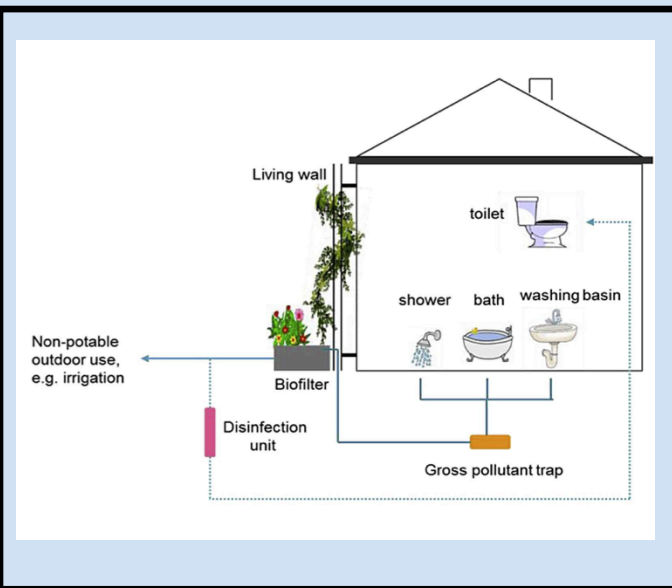 Living wall
toilet
shower
bath
washing basin
Non-potable
outdoor use,
e.g. irrigation
Biofilter
Disinfection
unit
Gross pollutant trap